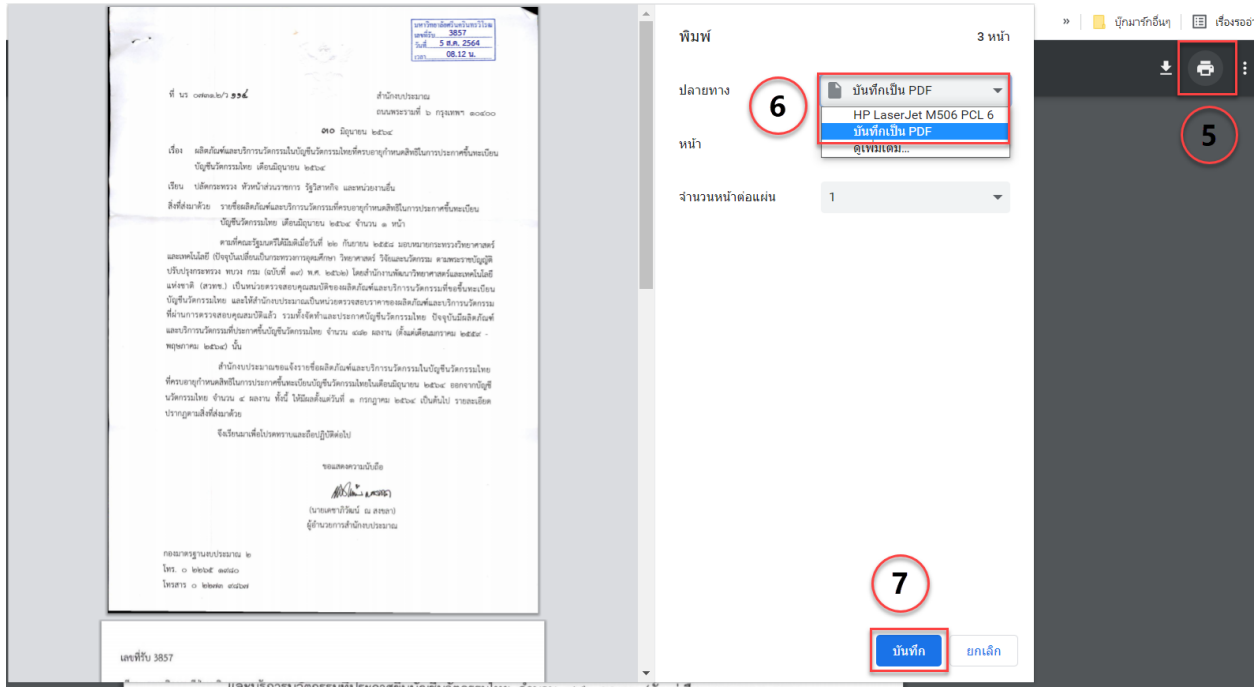 มหาวิทยาลัยศรีนครินทรวิโรฒ
เลขที่รับ 3857
วันที่ 5 ส.ค. 2564
เวลา 08.12 น.
ที่ นร
สำนักงบประมาณ
ถนนพระรามที่ ๖ กรุงเทพฯ ๑๐๔๐๐
๓๐ มิถุนายน ๒๕๖๔
เรื่อง ผลิตภัณฑ์และบริการนวัตกรรมในบัญชีนวัตกรรมไทยที่ครบอายุกำหนดสิทธิในการประกาศขึ้นทะเบียน
บัญชีนวัตกรรมไทย เดือนมิถุนายน ๒๕๖๔
เรียน ปลัดกระทรวง หัวหน้าส่วนราชการ รัฐวิสาหกิจ และหน่วยงานอื่น
สิ่งที่ส่งมาด้วย รายชื่อผลิตภัณฑ์และบริการนวัตกรรมที่ครบอายุกำหนดสิทธิในการประกาศขึ้นทะเบียน
บัญชีนวัตกรรมไทย เดือนมิถุนายน ๒๕๖๔ จำนวน ๑ หน้า
ตามที่คณะรัฐมนตรีได้มีมติเมื่อวันที่ ๒๒ กันยายน ๒๕๕๘ มอบหมายกระทรวงวิทยาศาสตร์
และเทคโนโลยี (ปัจจุบันเปลี่ยนเป็นกระทรวงการอุดมศึกษา วิทยาศาสตร์ วิจัยและนวัตกรรม ตามพระราชบัญญัติ
ปรับปรุงกระทรวง ทบวง กรม (ฉบับที่ ๑๙) พ.ศ. ๒๕๖๒) โดยสำนักงานพัฒนาวิทยาศาสตร์และเทคโนโลยี
แห่งชาติ (สวทช.) เป็นหน่วยตรวจสอบคุณสมบัติของผลิตภัณฑ์และบริการนวัตกรรมที่ขอขึ้นทะเบียน
บัญชีนวัตกรรมไทย และให้สำนักงบประมาณเป็นหน่วยตรวจสอบราคาของผลิตภัณฑ์และบริการนวัตกรรม
ที่ผ่านการตรวจสอบคุณสมบัติแล้ว รวมทั้งจัดทำและประกาศบัญชีนวัตกรรมไทย ปัจจุบันมีผลิตภัณฑ์
และบริการนวัตกรรมที่ประกาศขึ้นบัญชีนวัตกรรมไทย จำนวน ผลงาน (ตั้งแต่เดือนมกราคม ๒๕๕๙ -
พฤษภาคม ๒๕๖๔) นั้น
สำนักงบประมาณขอแจ้งรายชื่อผลิตภัณฑ์และบริการนวัตกรรมในบัญชีนวัตกรรมไทย
ที่ครบอายุกำหนดสิทธิในการประกาศขึ้นทะเบียนบัญชีนวัตกรรมไทยในเดือนมิถุนายน ๒๕๖๔ ออกจากบัญชี
นวัตกรรมไทย จำนวน ๔ ผลงาน ทั้งนี้ ให้มีผลตั้งแต่วันที่ ๑ กรกฎาคม ๒๕๖๔ เป็นต้นไป รายละเอียด
ปรากฏตามสิ่งที่ส่งมาด้วย
จึงเรียนมาเพื่อโปรดทราบและถือปฏิบัติต่อไป
ขอแสดงความนับถือ
(นายเดชาภิวัฒน์ ณ สงขลา)
ผู้อำนวยการสำนักงบประมาณ
กองมาตรฐานงบประมาณ ๒
โทร.
โทรสาร
เลขที่รับ 3857
พิมพ์
3 หน้า
ปลายทาง
6
บันทึกเป็น PDF
HP LaserJet M506 PCL 6
บันทึกเป็น PDF
ดูเพิ่มเติม...
หน้า
จำนวนหน้าต่อแผ่น
1
7
บันทึก
ยกเลิก
» บุ๊กมาร์กอื่นๆ
5